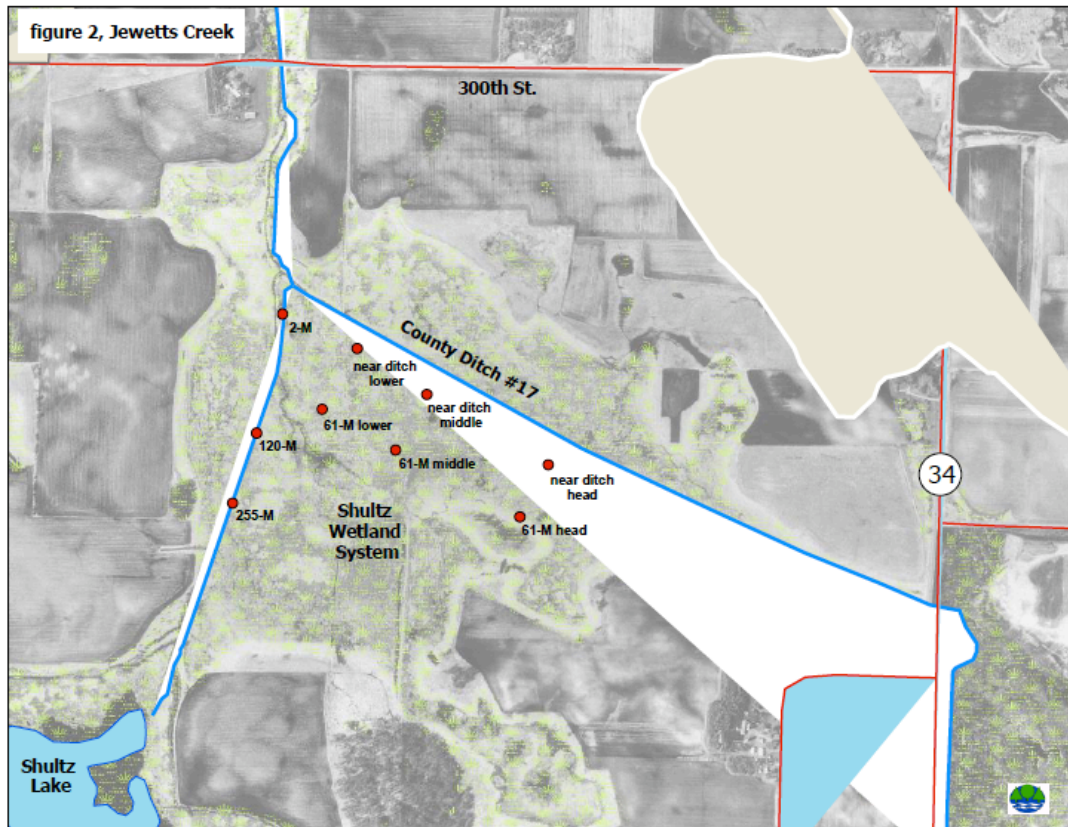 figure 2, Jewetts Creek
300th St.
2-M
County Ditch #17
near ditch
lower
near ditch
middle
61-M lower
120-M
61-M middle
near ditch
head
34
255-M
Shultz
Wetland
System
61-M head
Shultz
Lake